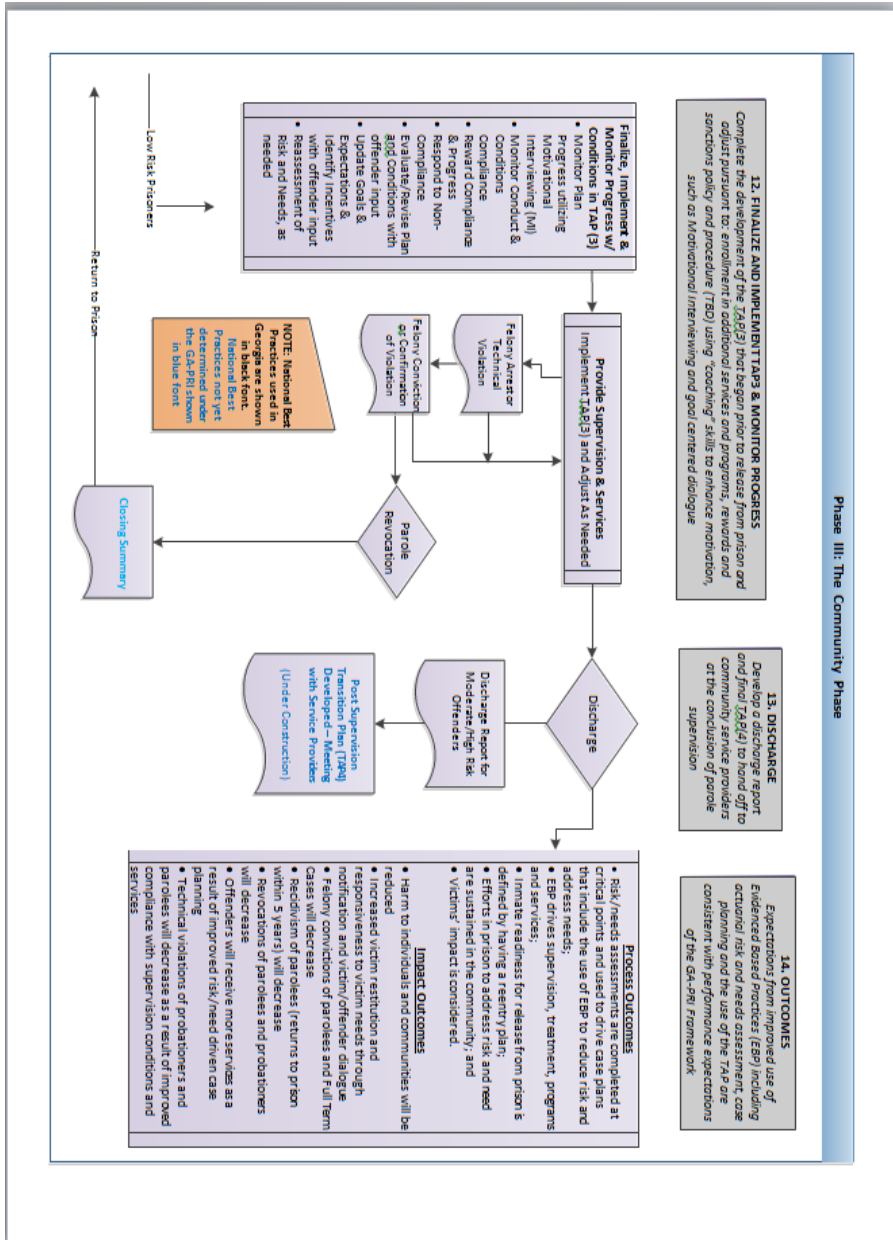 Phase III: The Community Phase
12. FINALIZE AND IMPLEMENTTAP3 & MONITOR PROGRESS
Complete the development of the TAP(3) that began prior to release from prison and
adjust pursuant to: enrollment in additional services and programs, rewards and
sanctions policy and procedure (TBD) using "coaching" skills to enhance motivation,
such as Motivational Interviewing and goal centered dialogue
13. DISCHARGE
Develop a discharge report
and final TAP(4) to hand off to
community service providers
at the conclusion of parole
supervision
14. OUTCOMES
Expectations from improved use of
Evidenced Based Practices (EBP) including
actuarial risk and needs assessment, case
planning and the use of the TAP are
consistent with performance expectations
of the GA-PRI Framework
Finalize, Implement &
Monitor Progress w/
Conditions in TAP (3)
• Monitor Plan
Progress utilizing
Motivational
Interviewing (MI)
• Monitor Conduct &
Compliance
Conditions
• Reward Compliance
& Progress
• Respond to Non-
Compliance
• Evaluate/Revise Plan
and Conditions with
offender input
• Update Goals &
Expectations &
Identify Incentives
with offender input
• Reassessment of
Risk and Needs, as
needed
Provide Supervision & Services
Implement TAP(3) and Adjust As Needed
Felony Arrestor
Technical
Violation
Felony Conviction
or Confirmation
of Violation
Parole
Revocation
Closing Summary
NOTE: National Best
Practices used in
Georgia are shown
in black font.
National Best
Practices not yet
determined under
the GA-PRI shown
in blue font
Low Risk Prisoners
Return to Prison
Discharge
Discharge Report for
Moderate/High Risk
Offenders
Post Supervision
Transition Plan (TAP4)
Developed – Meeting
with Service Providers
(Under Construction)
Process Outcomes
• Risk/needs assessments are completed at
critical points and used to drive case plans
that include the use of EBP to reduce risk and
address needs;
• EBP drives supervision, treatment, programs
and services;
• Inmate readiness for release from prison is
defined by having a reentry plan;
• Efforts in prison to address risk and need
are sustained in the community; and
• Victims' impact is considered.
Impact Outcomes
• Harm to individuals and communities will be
reduced
• Increased victim restitution and
responsiveness to victim needs through
notification and victim/offender dialogue
• Felony convictions of parolees and Full Term
Cases will decrease
• Recidivism of parolees (returns to prison
within 5 years) will decrease
• Revocations of parolees and probationers
will decrease
• Offenders will receive more services as a
result of improved risk/need driven case
planning
• Technical violations of probationers and
parolees will decrease as a result of improved
compliance with supervision conditions and
services